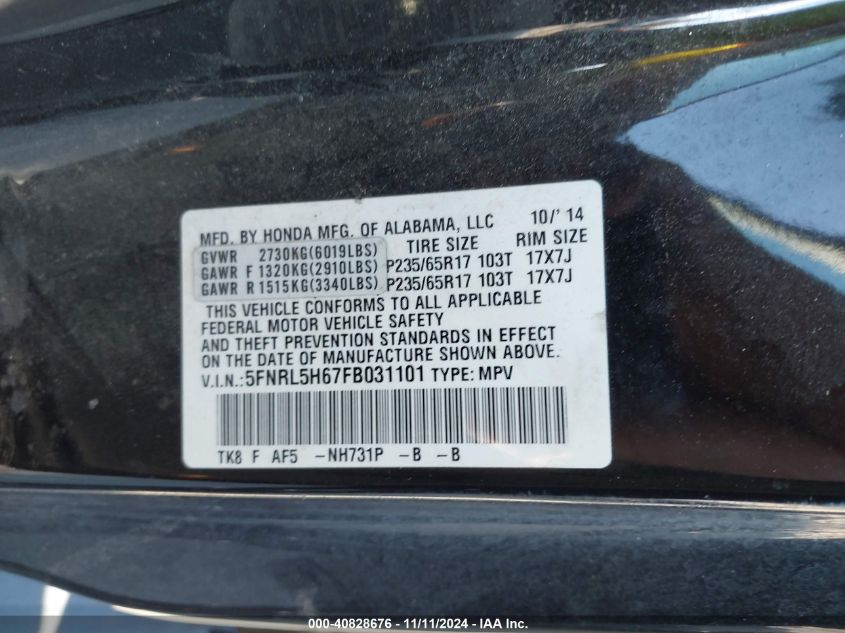 MFD. BY HONDA MFG. OF ALABAMA, LLC 10/'14
GVWR 2730KG(6019LBS) TIRE SIZE RIM SIZE
GAWR F 1320KG(2910LBS) P235/65R17 103T 17X7J
GAWR R 1515KG(3340LBS) P235/65R17 103T 17X7J
THIS VEHICLE CONFORMS TO ALL APPLICABLE
FEDERAL MOTOR VEHICLE SAFETY
AND THEFT PREVENTION STANDARDS IN EFFECT
ON THE DATE OF MANUFACTURE SHOWN ABOVE.
V.I.N.:5FNRL5H67FB031101 TYPE: MPV
TK8 F AF5 -NH731P -B -B
© 0000-40828676 - 11/11/2024 - IAA Inc.